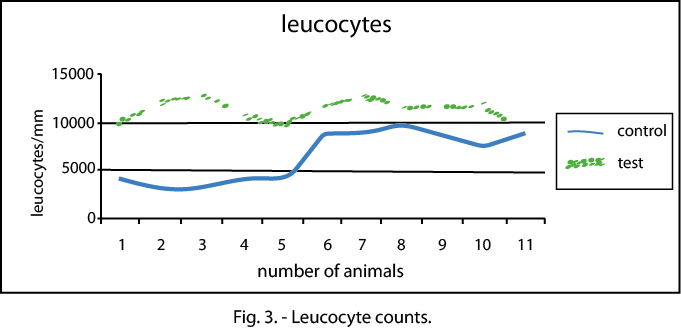 leucocytes
15000
10000
5000
0
leucocytes/mm
1 2 3 4 5 6 7 8 9 10 11
number of animals
control
test
Fig. 3. - Leucocyte counts.